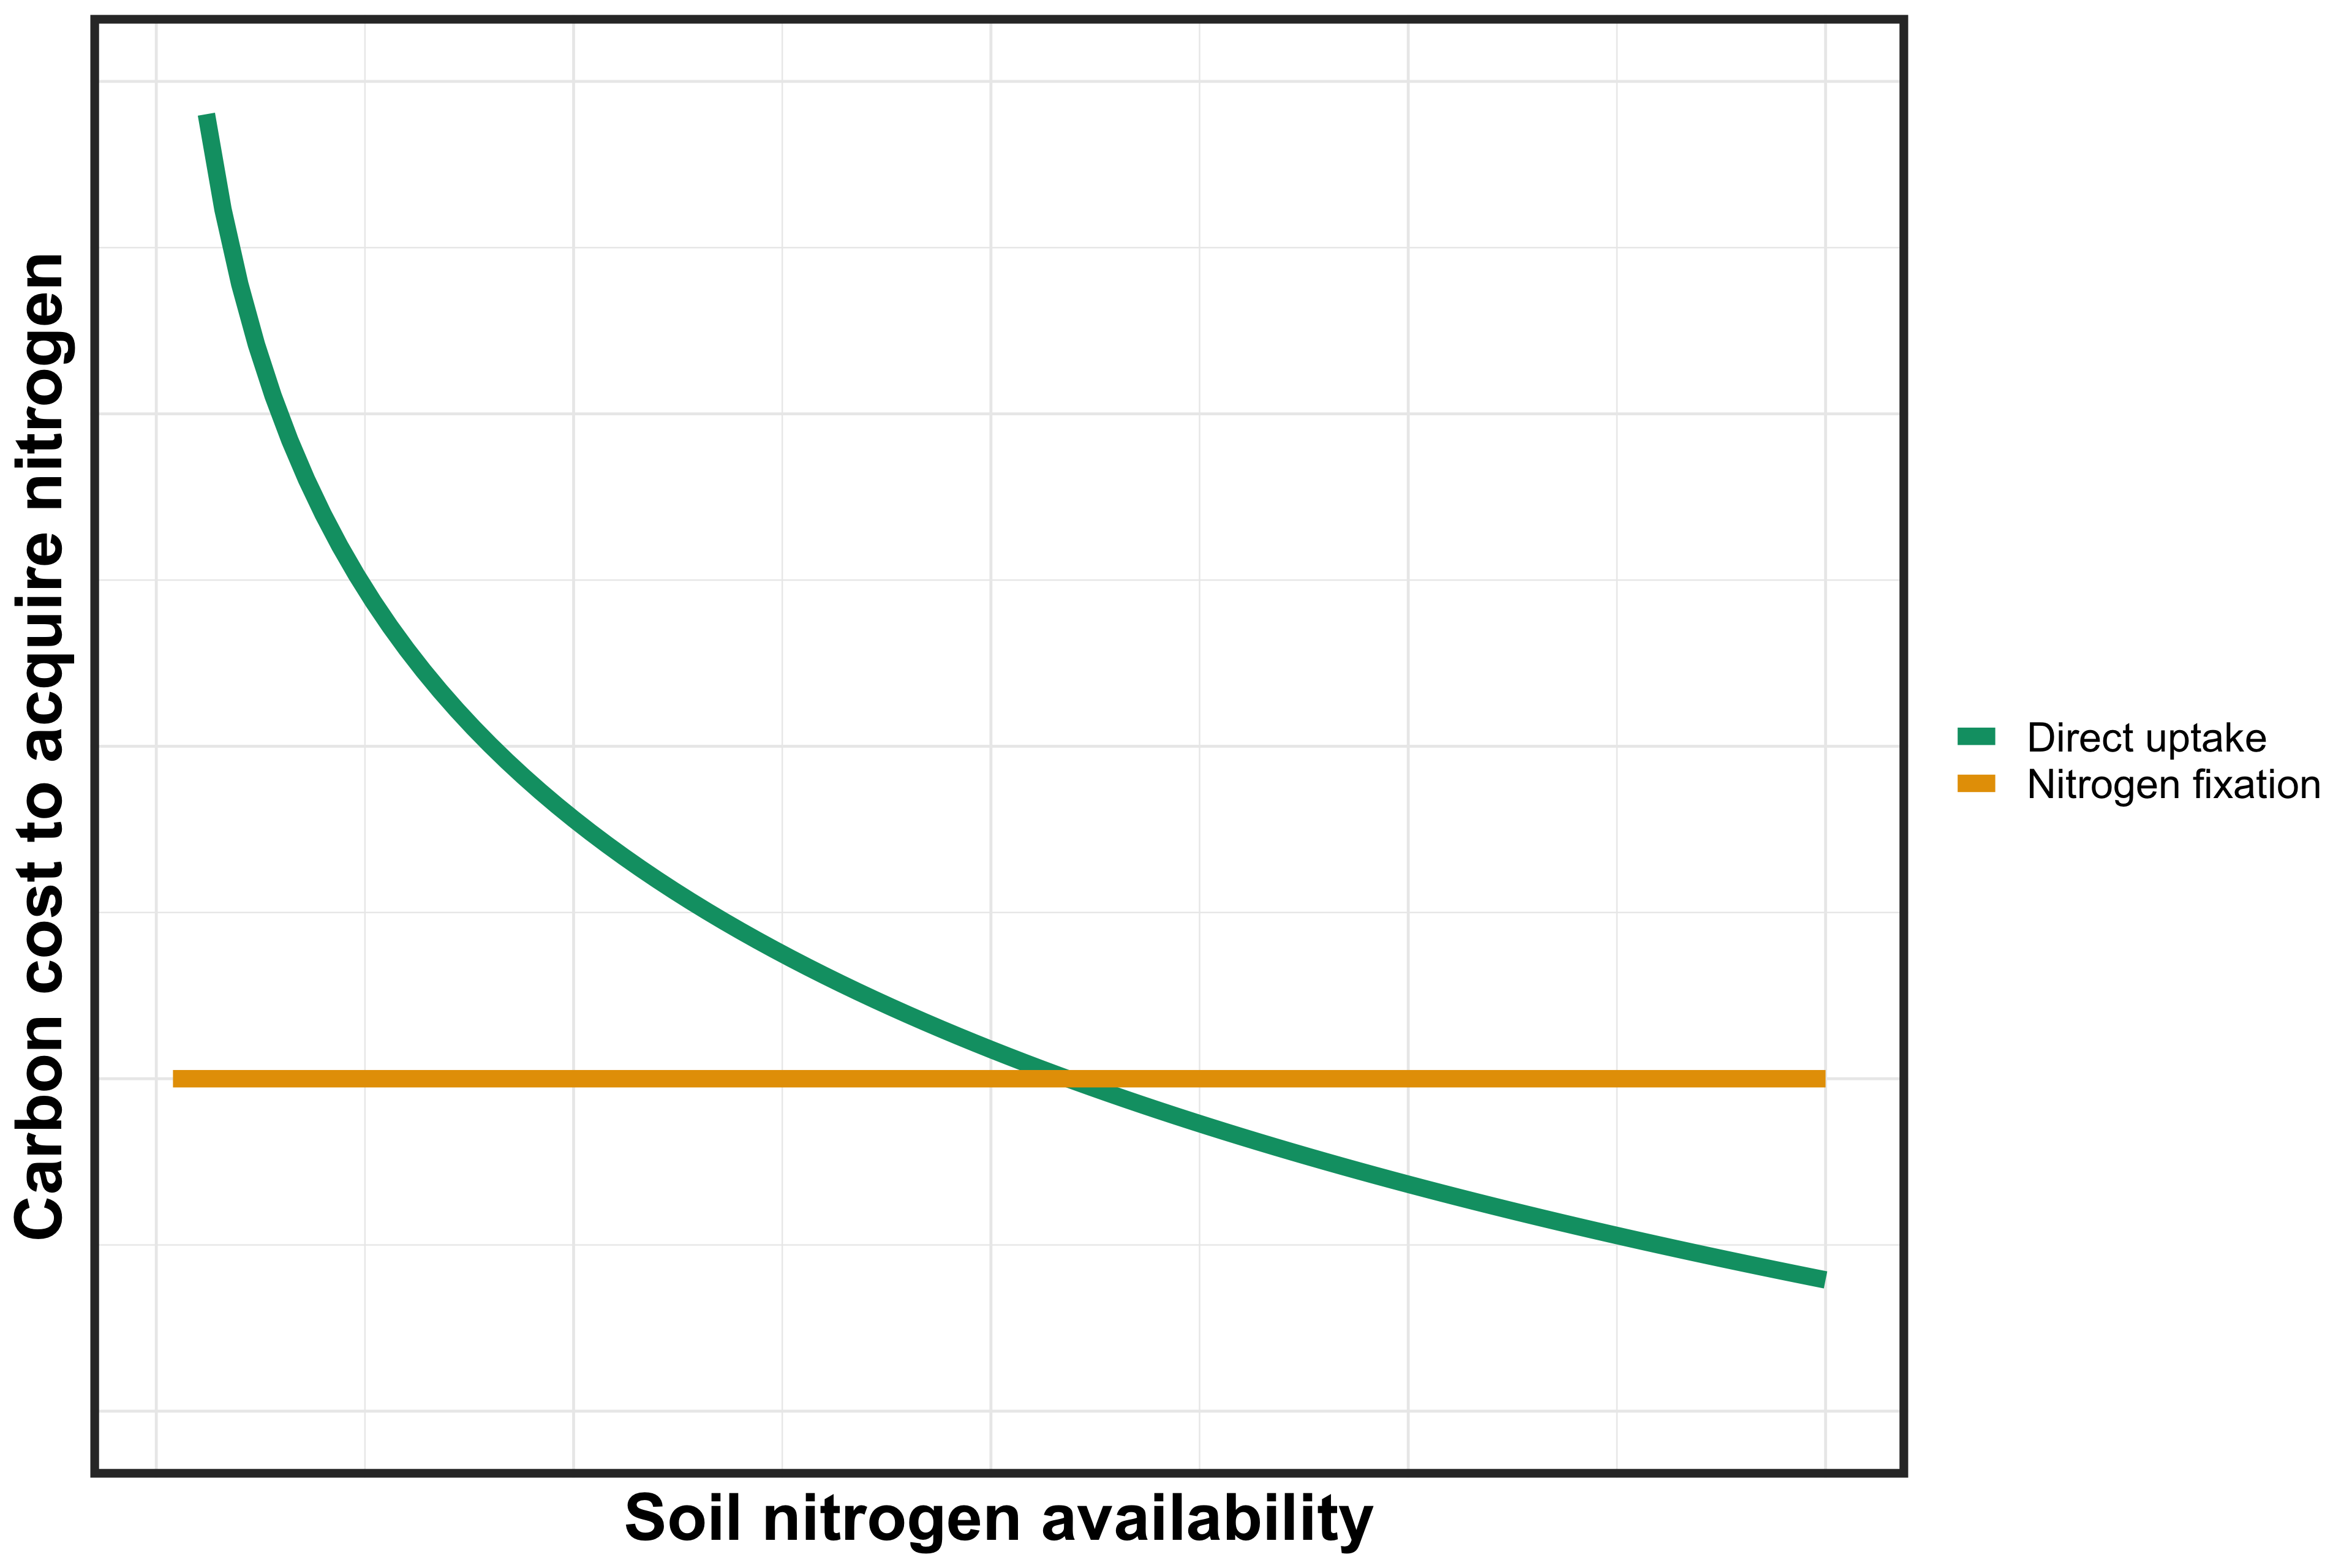 Carbon cost to acquire nitrogen
Direct uptake
Nitrogen fixation
Soil nitrogen availability